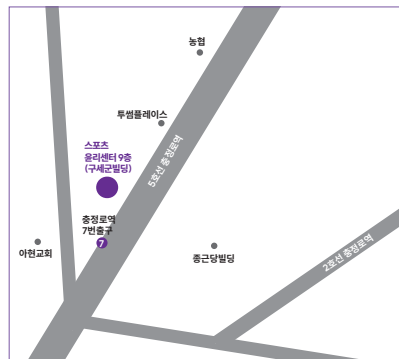 농협
투썸플레이스
5호선 충정로역
스포츠
윤리센터 9층
(구세군빌딩)
충정로역
7번출구
7
아현교회
종근당빌딩
2호선 충정로역